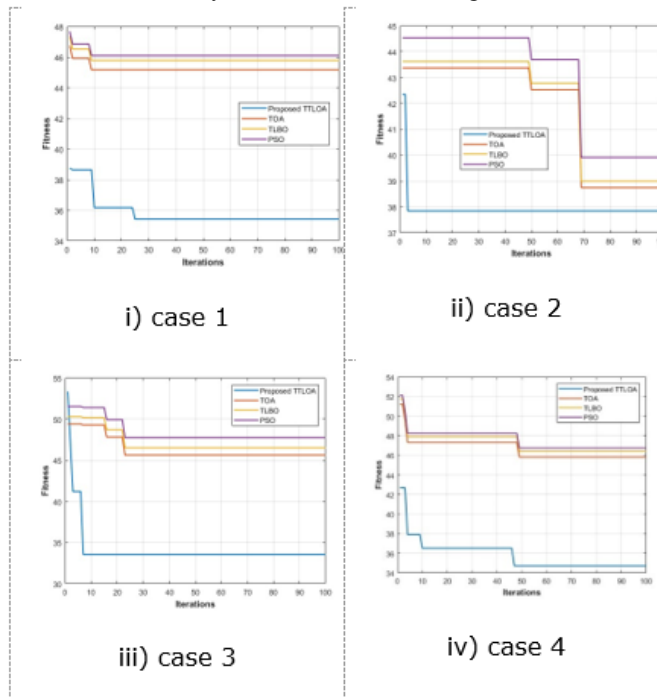 48
46
44
42
40
38
36
34
Fitness
Proposed TTLOA
TOA
TLBO
PSO
0 10 20 30 40 50 60 70 80 90 100
Iterations
i) case 1
45
44
43
42
41
40
39
38
37
Fitness
Proposed TTLOA
TOA
TLBO
PSO
0 10 20 30 40 50 60 70 80 90
Iterations
ii) case 2
55
50
45
40
35
30
Fitness
Proposed TTLOA
TOA
TLBO
PSO
0 10 20 30 40 50 60 70 80 90 100
Iterations
iii) case 3
54
52
50
48
46
44
42
40
38
36
34
Fitness
Proposed TTLOA
TOA
TLBO
PSO
0 10 20 30 40 50 60 70 80 90 100
Iterations
iv) case 4